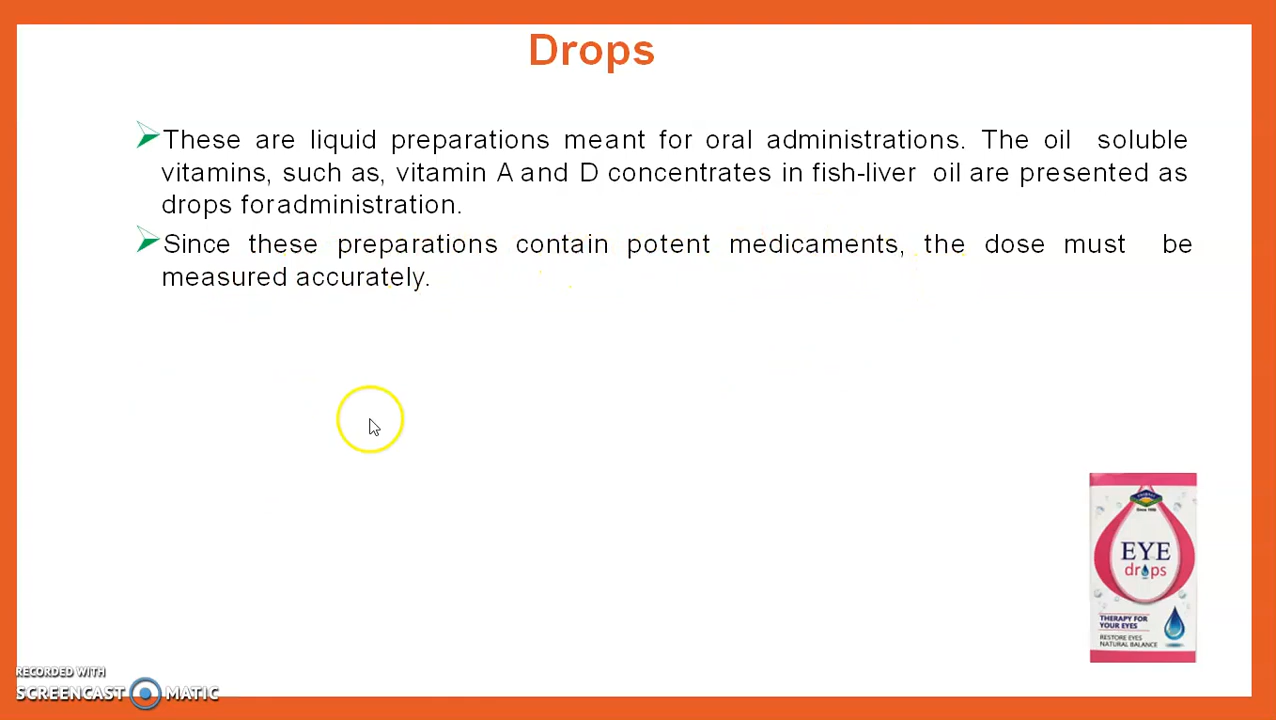 Drops
These are liquid preparations meant for oral administrations. The oil soluble
vitamins, such as, vitamin A and D concentrates in fish-liver oil are presented as
drops foradministration.
Since these preparations contain potent medicaments, the dose must be
measured accurately.
Since 1930
EYE
drops
THERAPY FOR
YOUR EYES
RESTORE EYES
NATURAL BALANCE
RECORDED WITH
SCREENCAST MATIC